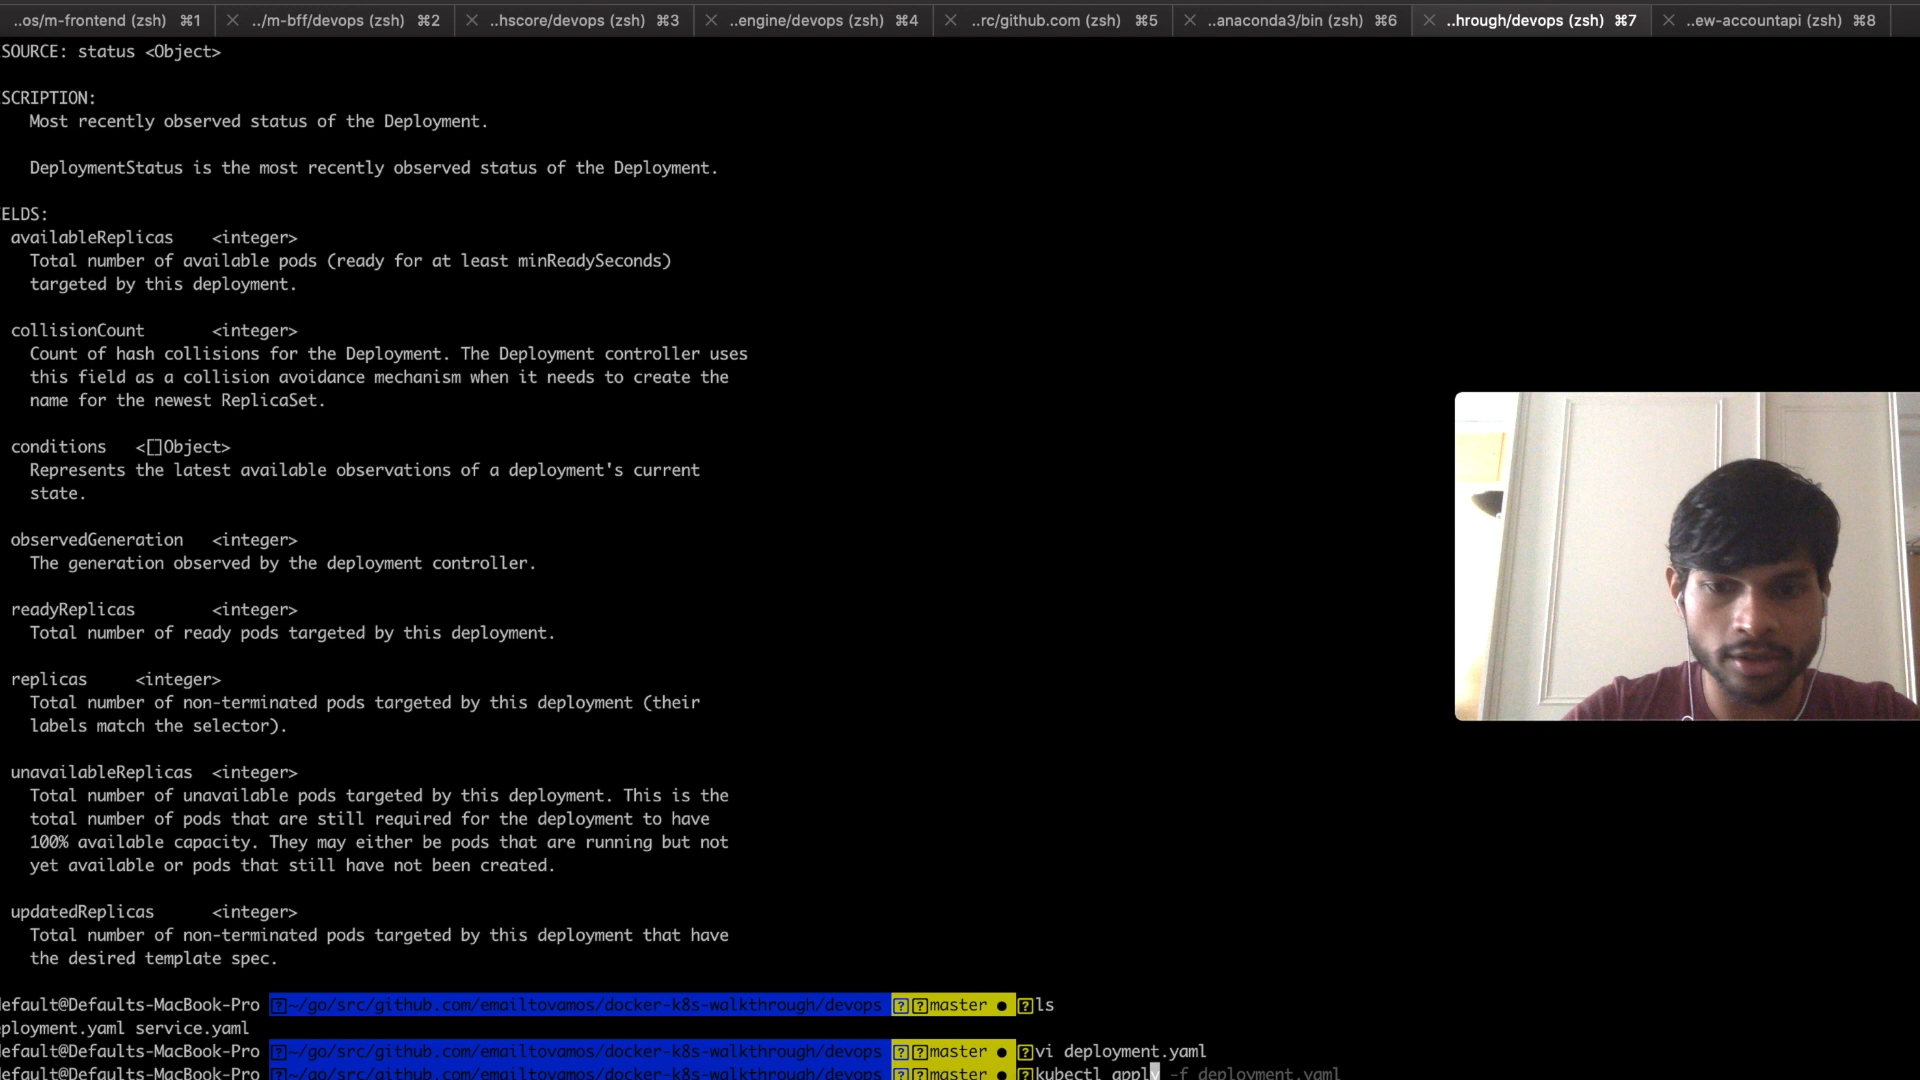 ..os/m-frontend (zsh) ⌘1 ../m-bff/devops (zsh) ⌘2 ..hscore/devops (zsh) ⌘3 ..engine/devops (zsh) ⌘4 ..rc/github.com (zsh) ⌘5 ..anaconda3/bin (zsh) ⌘6 ..hrough/devops (zsh) ⌘7 ..ew-accountapi (zsh) ⌘8
SOURCE: status <Object>
SCRIPTION:
Most recently observed status of the Deployment.
DeploymentStatus is the most recently observed status of the Deployment.
IELDS:
availableReplicas <integer>
Total number of available pods (ready for at least minReadySeconds)
targeted by this deployment.
collisionCount <integer>
Count of hash collisions for the Deployment. The Deployment controller uses
this field as a collision avoidance mechanism when it needs to create the
name for the newest ReplicaSet.
conditions <[]Object>
Represents the latest available observations of a deployment's current
state.
observedGeneration <integer>
The generation observed by the deployment controller.
readyReplicas <integer>
Total number of ready pods targeted by this deployment.
replicas <integer>
Total number of non-terminated pods targeted by this deployment (their
labels match the selector).
unavailableReplicas <integer>
Total number of unavailable pods targeted by this deployment. This is the
total number of pods that are still required for the deployment to have
100% available capacity. They may either be pods that are running but not
yet available or pods that still have not been created.
updatedReplicas <integer>
Total number of non-terminated pods targeted by this deployment that have
the desired template spec.
efault@Defaults-MacBook-Pro ~/go/src/github.com/emailtovamos/docker-k8s-walkthrough/devops master ● ls
ployment.yaml service.yaml
efault@Defaults-MacBook-Pro ~/go/src/github.com/emailtovamos/docker-k8s-walkthrough/devops master ● vi deployment.yaml
efault@Defaults-MacBook-Pro ~/go/src/github.com/emailtovamos/docker-k8s-walkthrough/devops master ● kubectl apply -f deployment.yaml